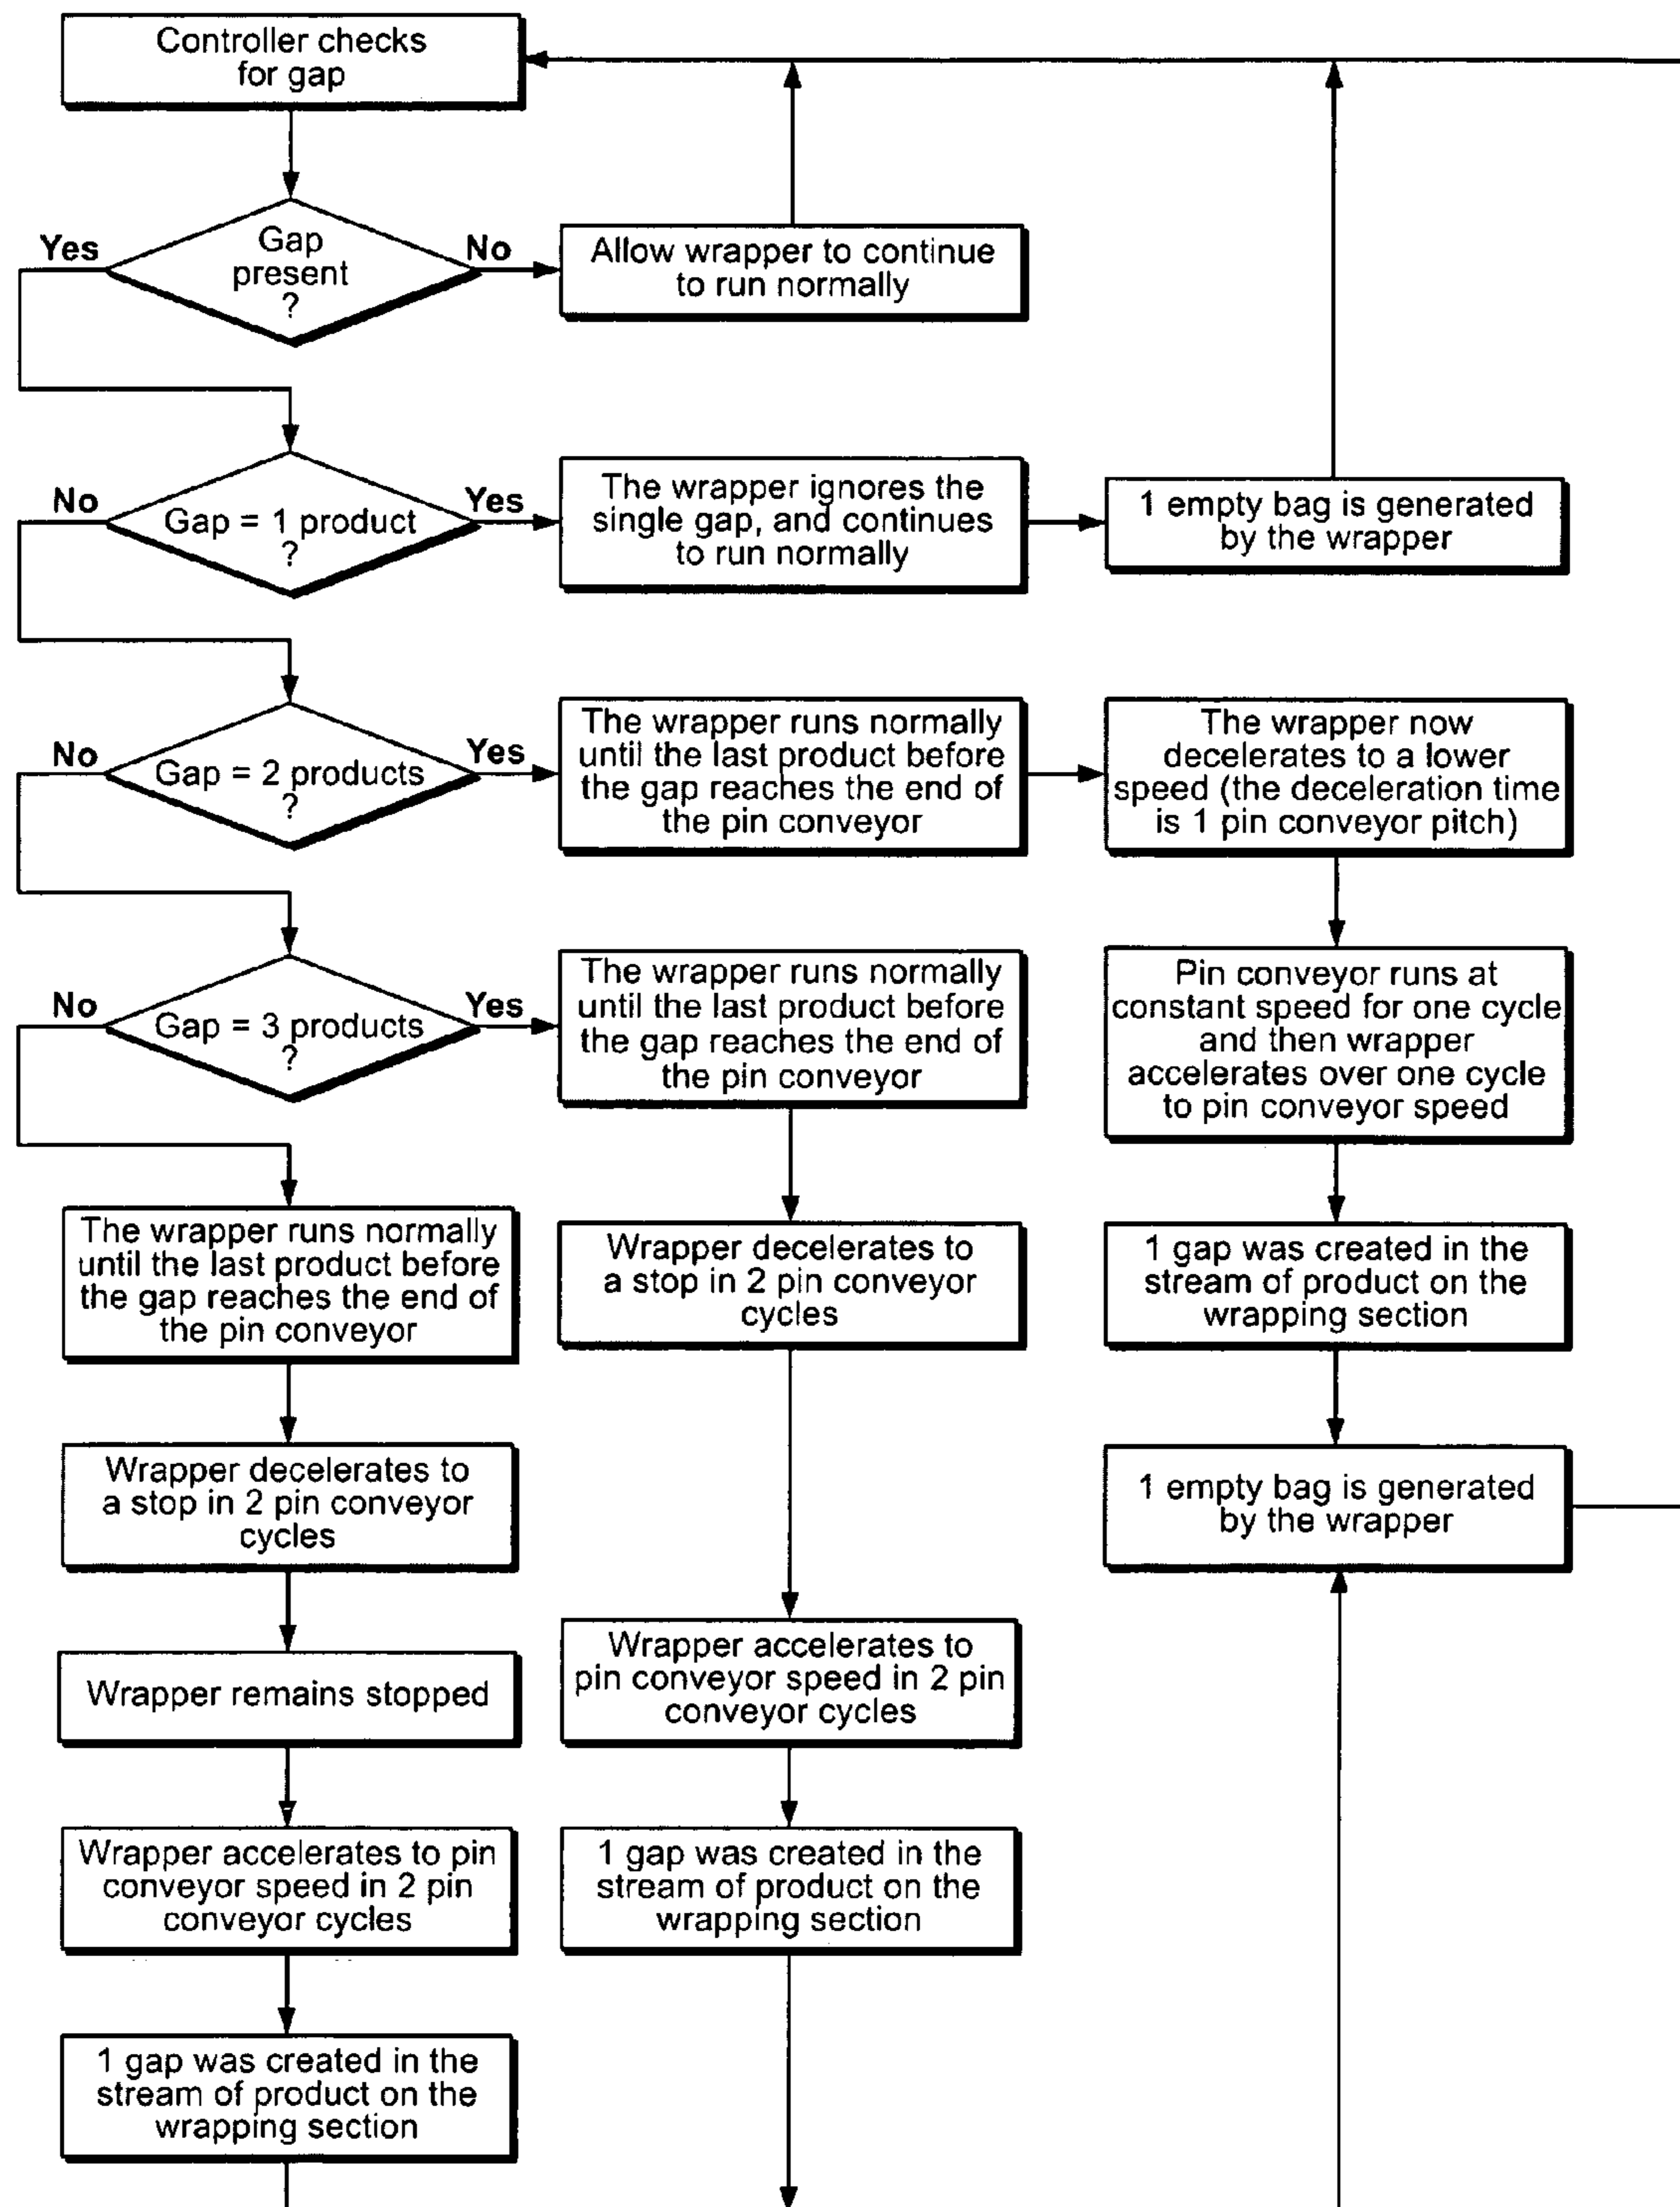 Controller checks
for gap
Yes
Gap
present
?
No
Allow wrapper to continue
to run normally
No
Gap = 1 product
?
Yes
The wrapper ignores the
single gap, and continues
to run normally
1 empty bag is generated
by the wrapper
No
Gap = 2 products
?
Yes
The wrapper runs normally
until the last product before
the gap reaches the end of
the pin conveyor
The wrapper now
decelerates to a lower
speed (the deceleration time
is 1 pin conveyor pitch)
No
Gap = 3 products
?
Yes
The wrapper runs normally
until the last product before
the gap reaches the end of
the pin conveyor
Pin conveyor runs at
constant speed for one cycle
and then wrapper
accelerates over one cycle
to pin conveyor speed
The wrapper runs normally
until the last product before
the gap reaches the end of
the pin conveyor
Wrapper decelerates to
a stop in 2 pin conveyor
cycles
1 gap was created in the
stream of product on the
wrapping section
Wrapper decelerates to
a stop in 2 pin conveyor
cycles
1 empty bag is generated
by the wrapper
Wrapper remains stopped
Wrapper accelerates to
pin conveyor speed in 2 pin
conveyor cycles
Wrapper accelerates to pin
conveyor speed in 2 pin
conveyor cycles
1 gap was created in the
stream of product on the
wrapping section
1 gap was created in the
stream of product on the
wrapping section